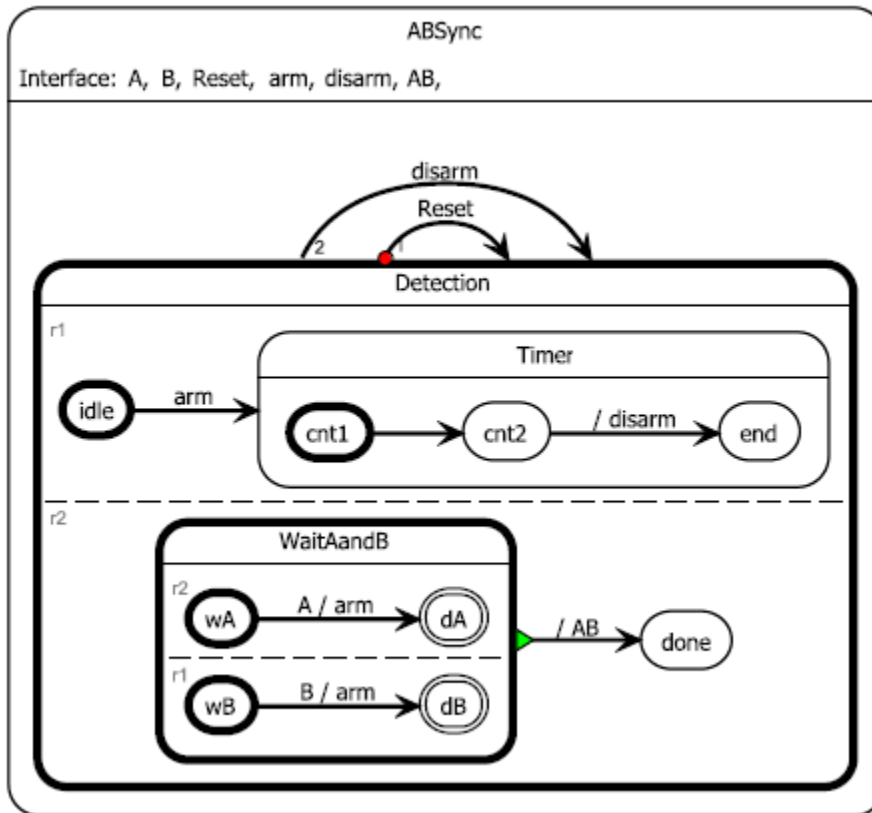 ABSync
Interface: A, B, Reset, arm, disarm, AB,
disarm
Reset
2
1
Detection
r1
Timer
idle
arm
cnt1
cnt2
/ disarm
end
r2
WaitAandB
r2
wA
A / arm
dA
/ AB
done
r1
wB
B / arm
dB